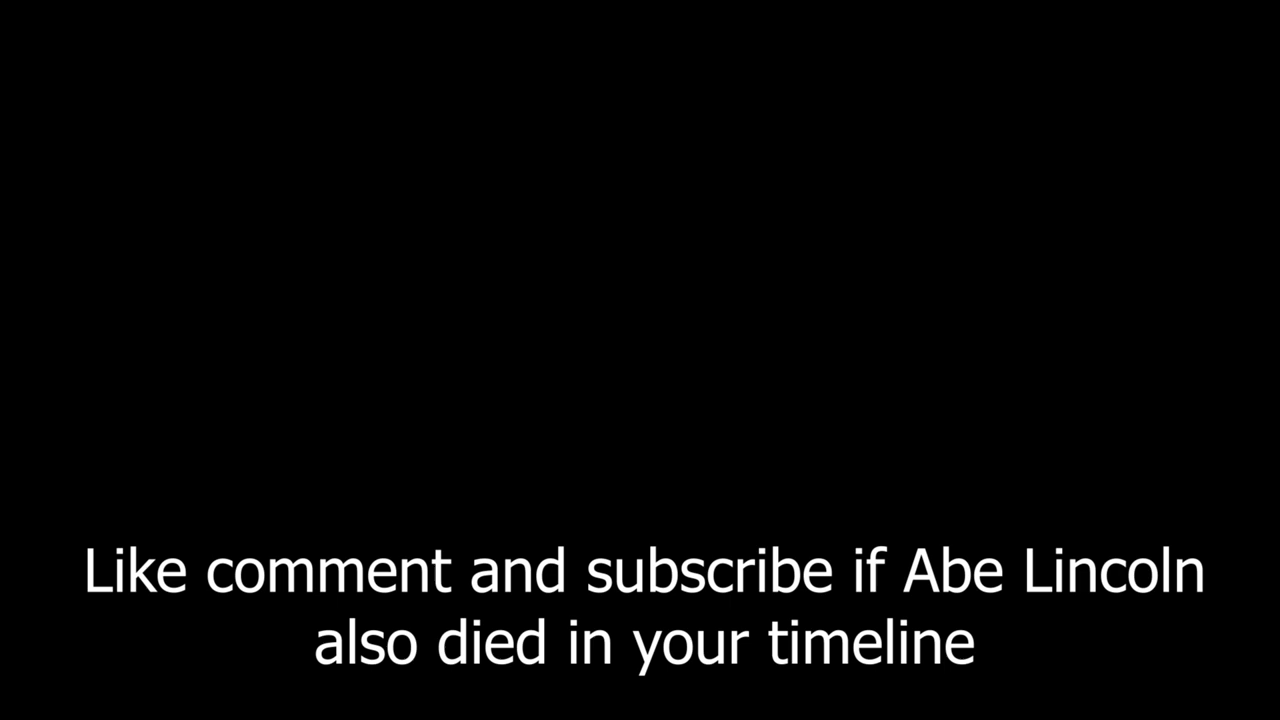 Like comment and subscribe if Abe Lincoln
also died in your timeline